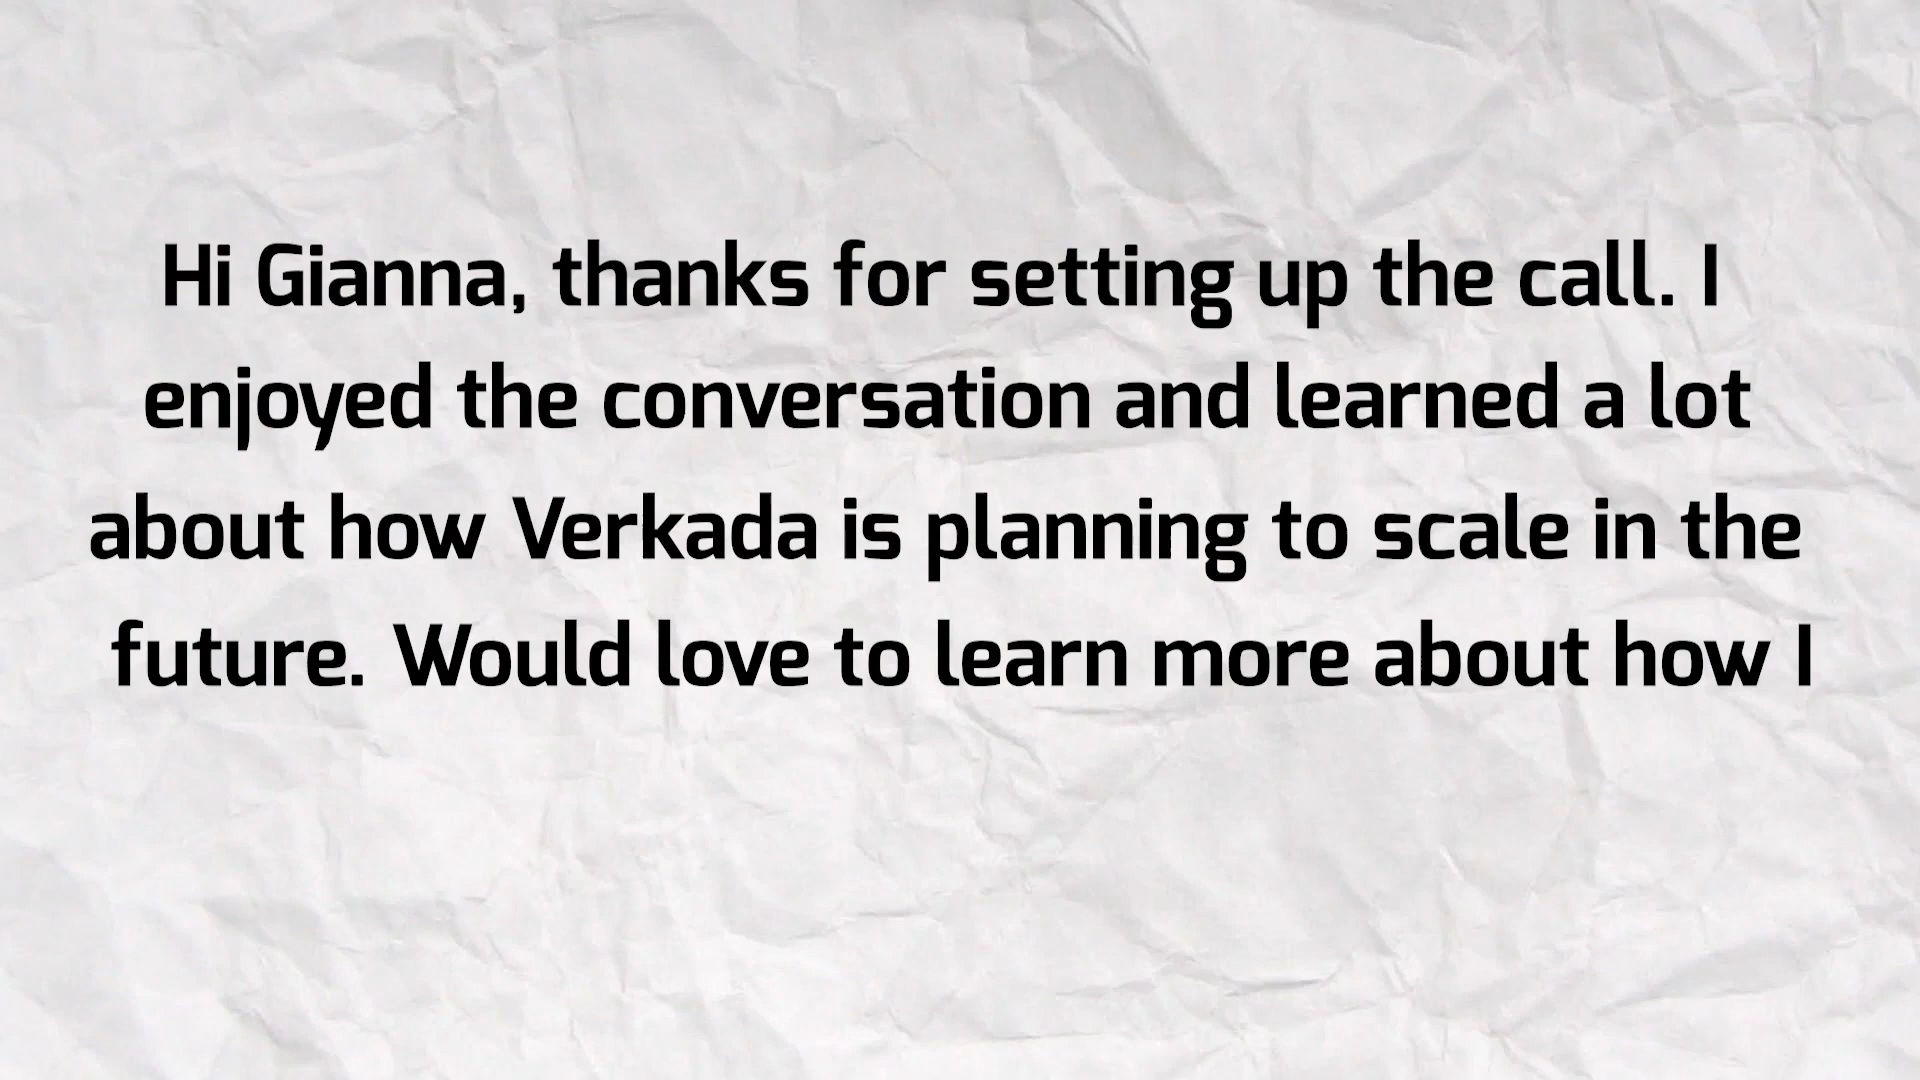 Hi Gianna, thanks for setting up the call. I
enjoyed the conversation and learned a lot
about how Verkada is planning to scale in the
future. Would love to learn more about how I